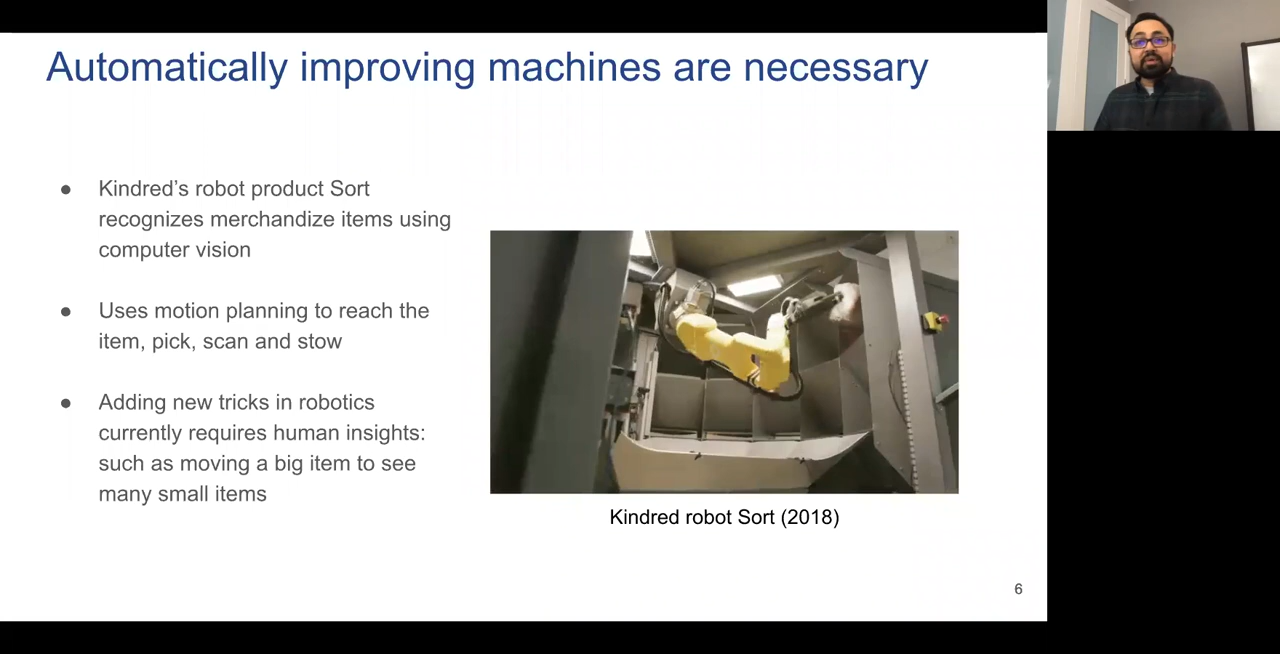 Automatically improving machines are necessary
● Kindred’s robot product Sort
recognizes merchandize items using
computer vision
● Uses motion planning to reach the
item, pick, scan and stow
● Adding new tricks in robotics
currently requires human insights:
such as moving a big item to see
many small items
Kindred robot Sort (2018)
6